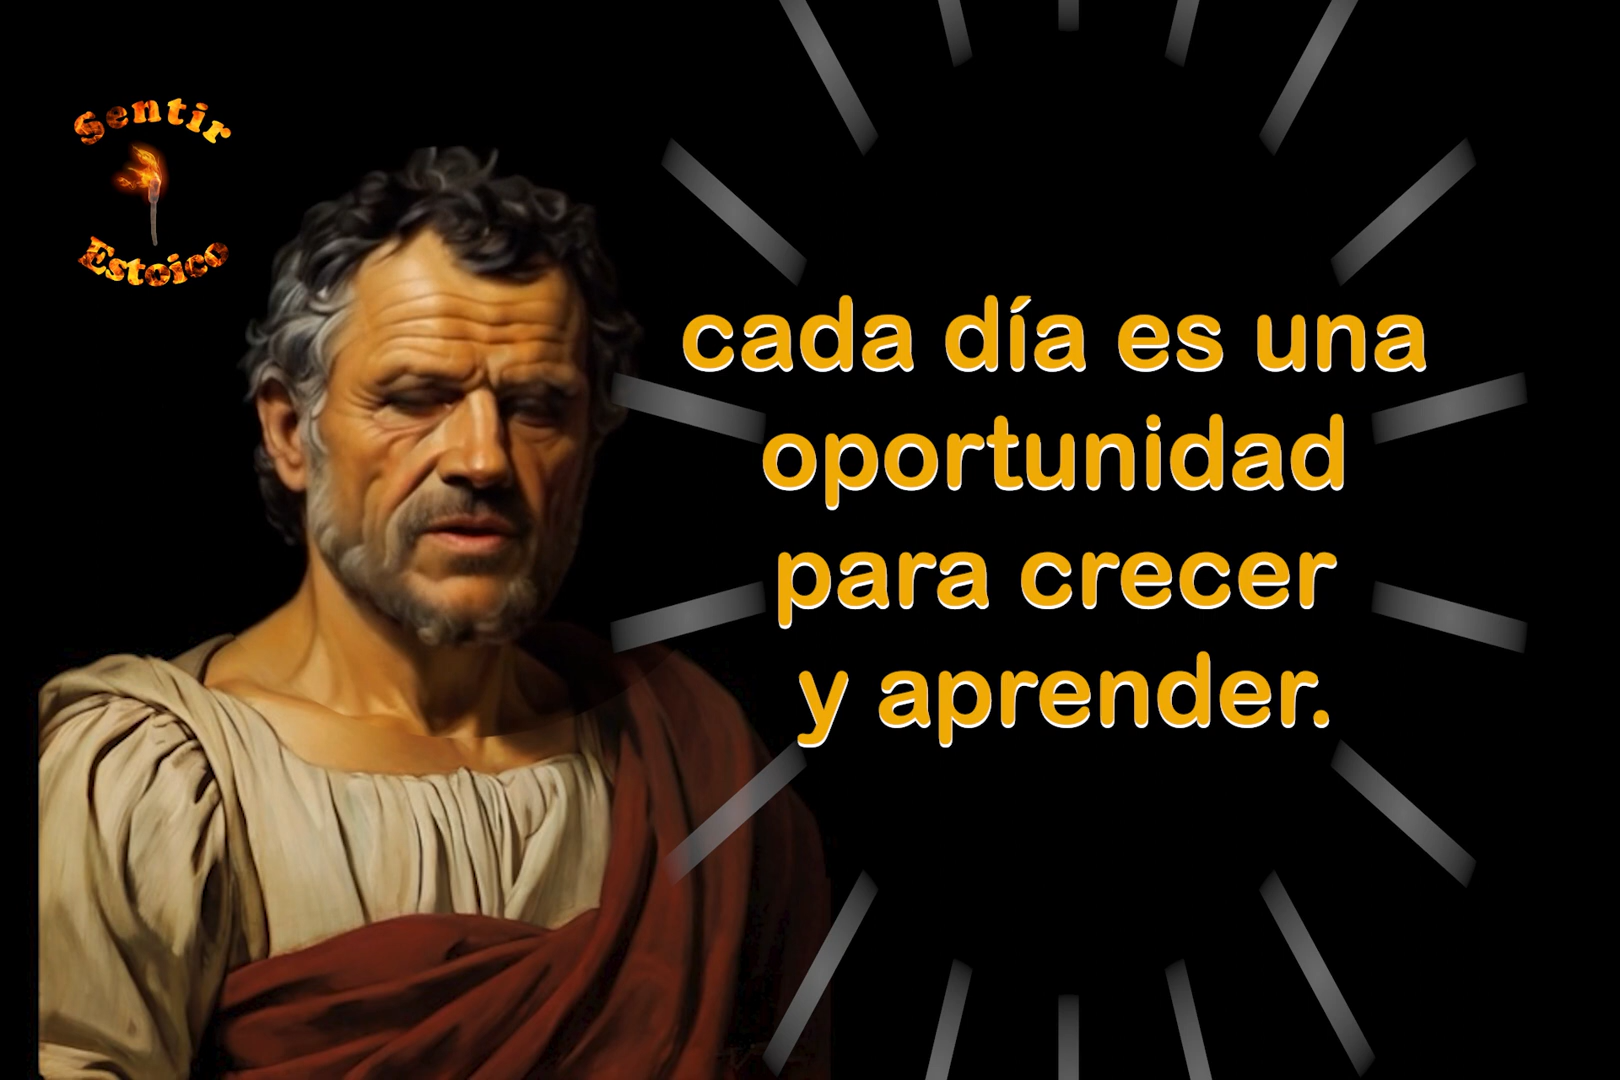 Sentir
Estoico
cada día es una
oportunidad
para crecer
y aprender.